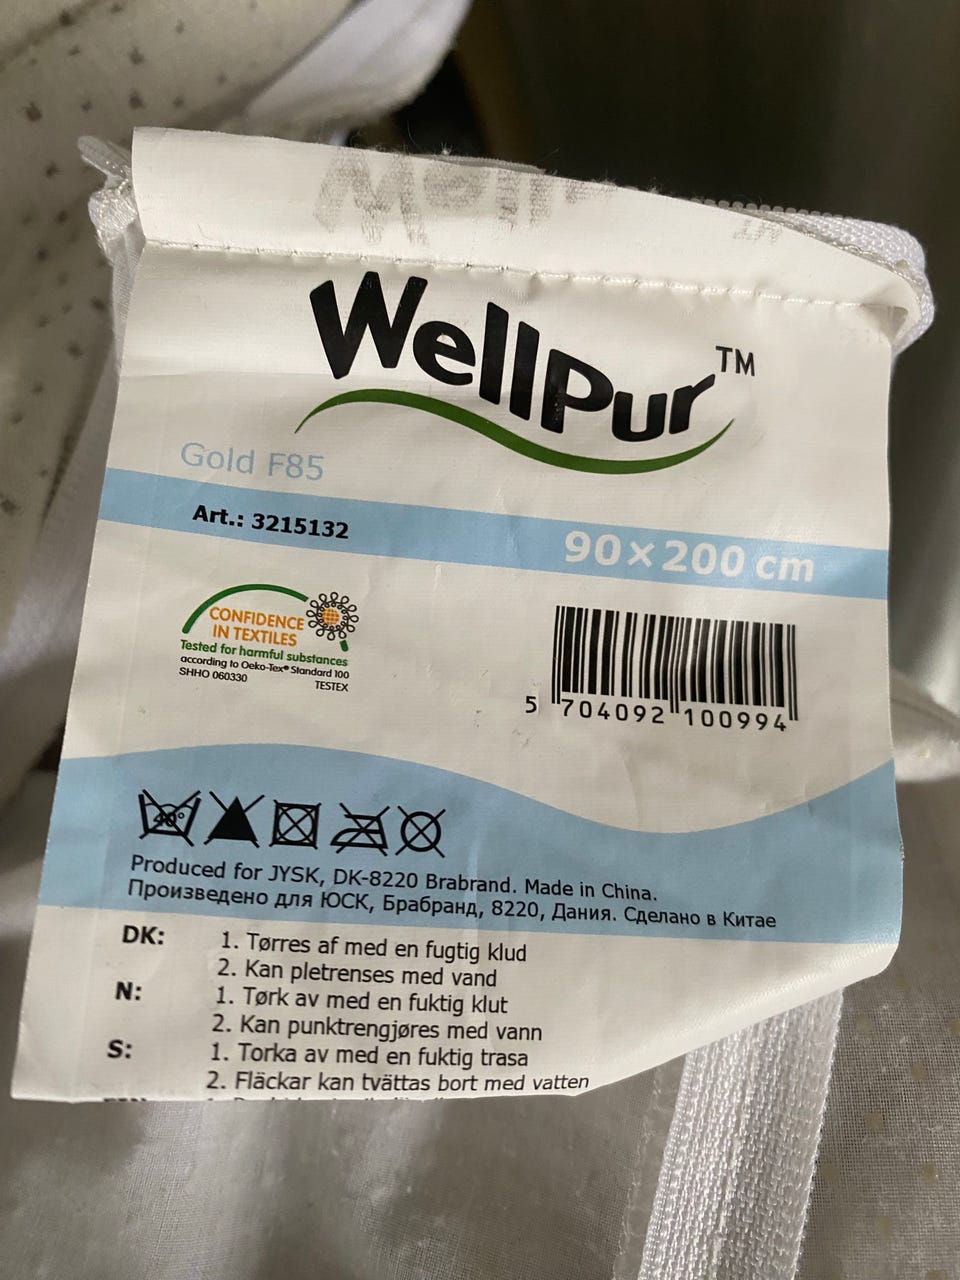 WellPur™
Gold F85
Art.: 3215132
90×200 cm
CONFIDENCE
IN TEXTILES
Tested for harmful substances
according to Oeko-Tex® Standard 100
SHHO 060330
TESTEX
5 704092 100994
40°
Produced for JYSK, DK-8220 Brabrand. Made in China.
Произведено для ЮСК, Брабранд, 8220, Дания. Сделано в Китае
DK: 1. Tørres af med en fugtig klud
2. Kan pletrenses med vand
N: 1. Tørk av med en fuktig klut
2. Kan punktrengjøres med vann
S: 1. Torka av med en fuktig trasa
2. Fläckar kan tvättas bort med vatten